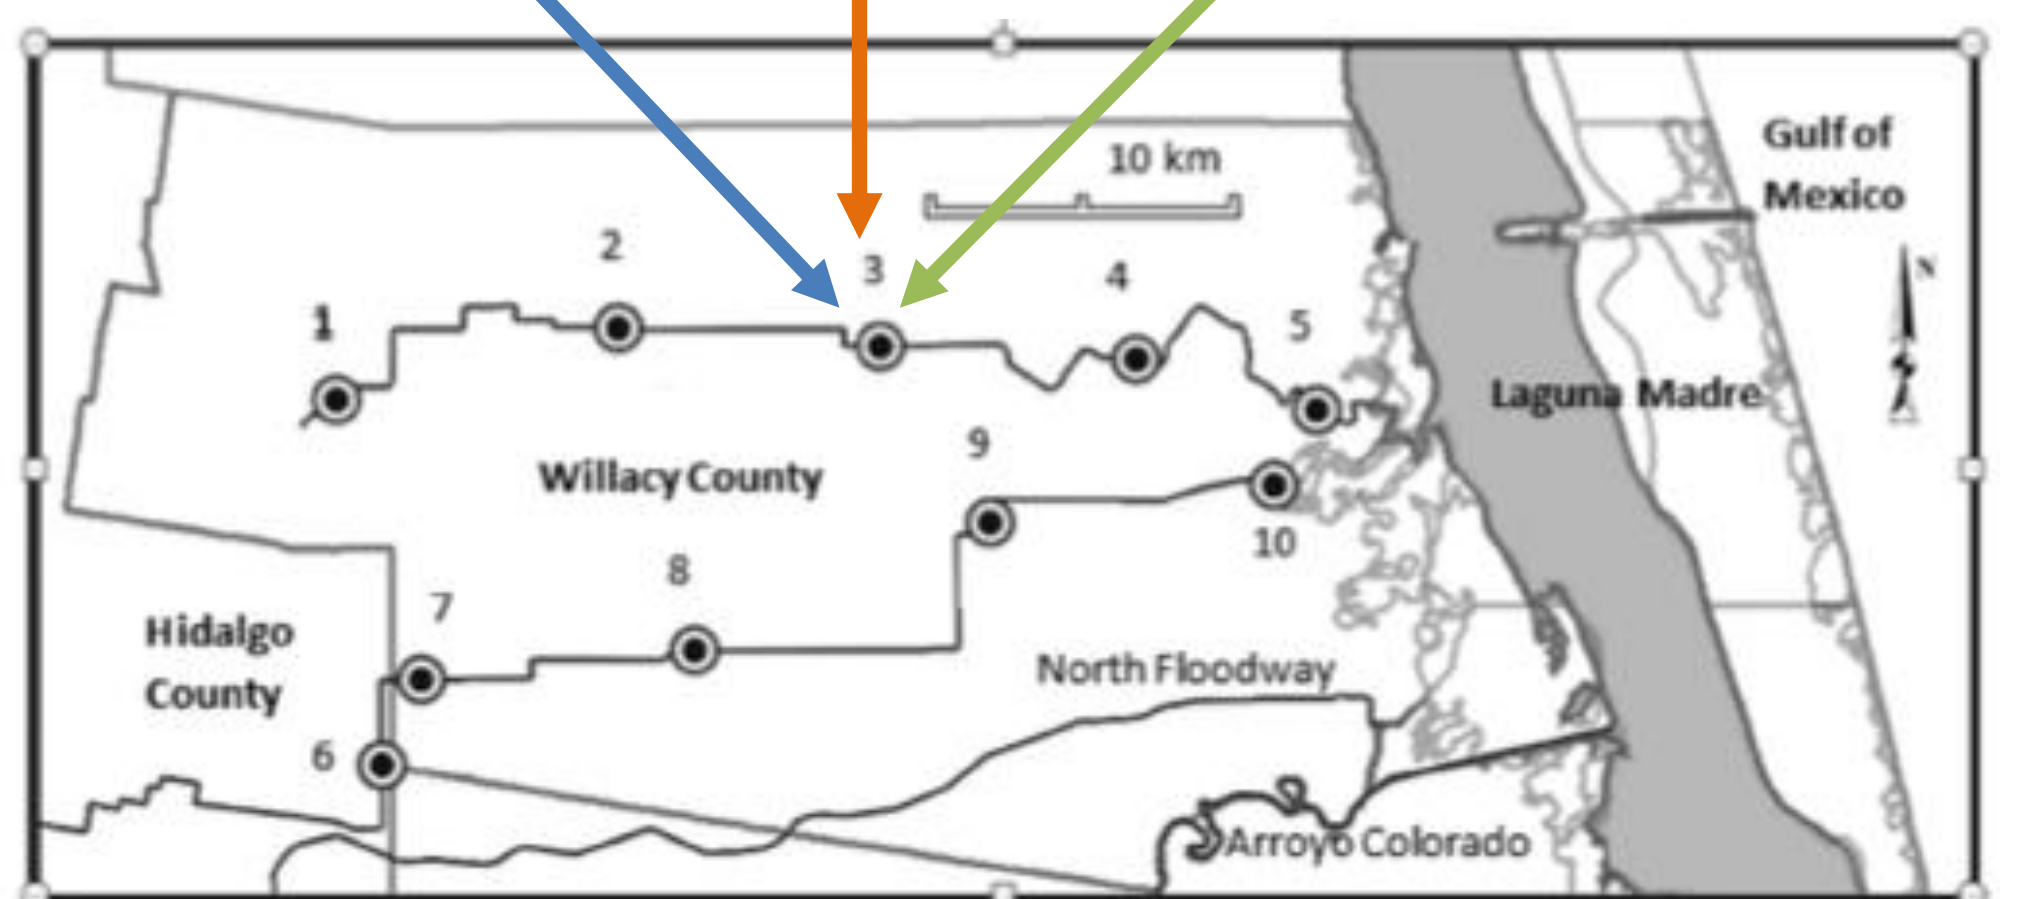 Gulf of
Mexico
10 km
N
2
3
4
1
5
Laguna Madre
9
Willacy County
10
8
7
Hidalgo
County
North Floodway
6
Arroyo Colorado